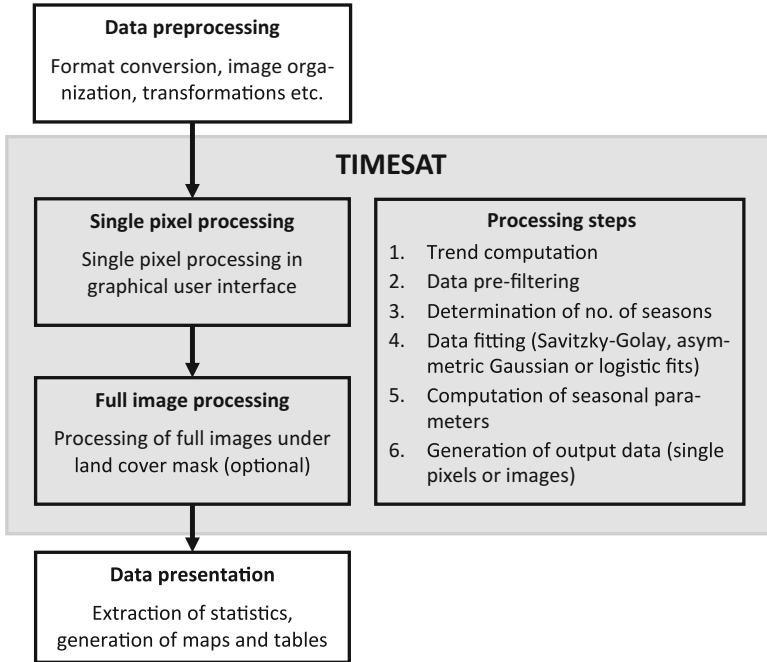 Data preprocessing
Format conversion, image orga-
nization, transformations etc.
TIMESAT
Single pixel processing
Single pixel processing in
graphical user interface
Full image processing
Processing of full images under
land cover mask (optional)
Processing steps
1. Trend computation
2. Data pre-filtering
3. Determination of no. of seasons
4. Data fitting (Savitzky-Golay, asym-
metric Gaussian or logistic fits)
5. Computation of seasonal para-
meters
6. Generation of output data (single
pixels or images)
Data presentation
Extraction of statistics,
generation of maps and tables